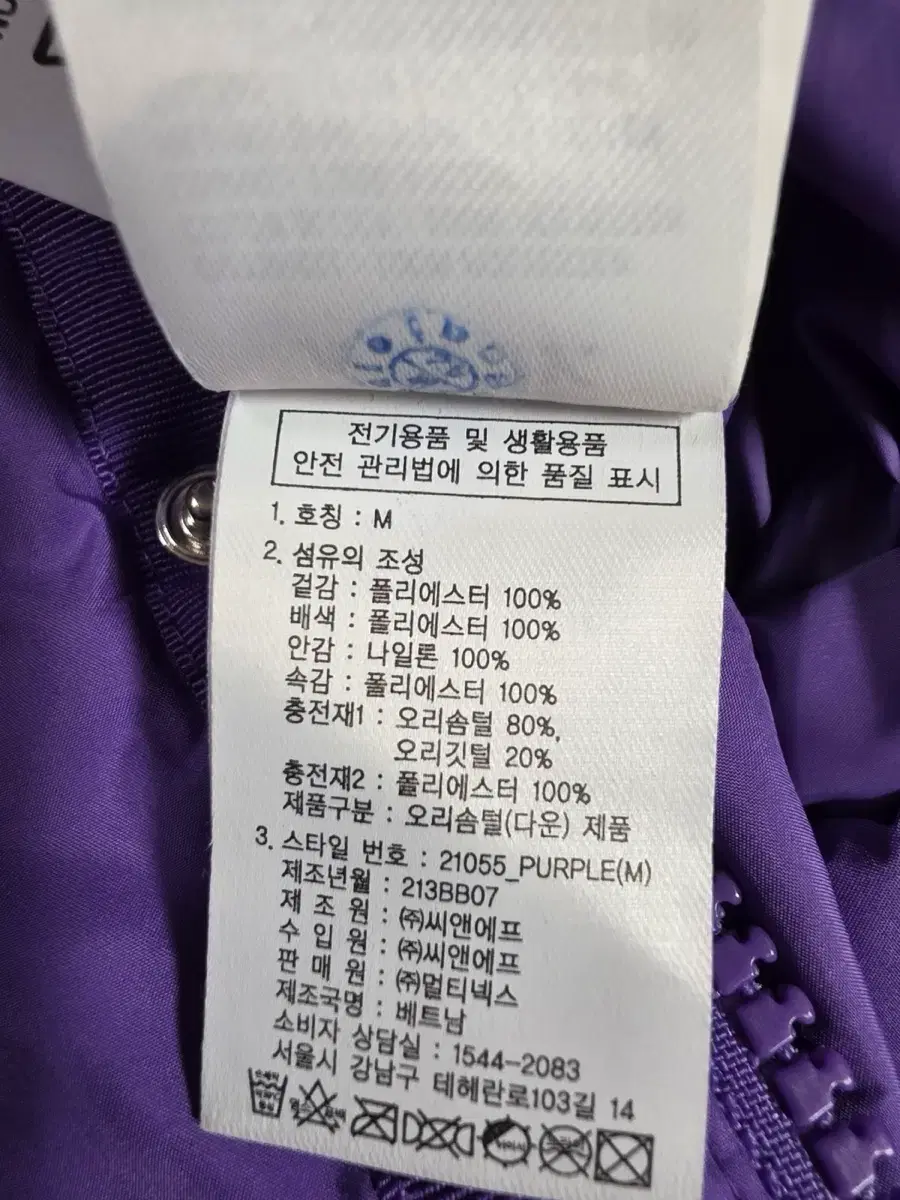 전기용품 및 생활용품
안전 관리법에 의한 품질 표시
1. 호칭 : M
2. 섬유의 조성
겉감 : 폴리에스터 100%
배색 : 폴리에스터 100%
안감 : 나일론 100%
속감 : 폴리에스터 100%
충전재1 : 오리솜털 80%,
오리깃털 20%
충전재2 : 폴리에스터 100%
제품구분 : 오리솜털(다운) 제품
3. 스타일 번호 : 21055_PURPLE(M)
제조년월 : 213BB07
제 조 원 : ㈜씨앤에프
수 입 원 : ㈜씨앤에프
판 매 원 : ㈜멀티넥스
제조국명 : 베트남
소비자 상담실 : 1544-2083
서울시 강남구 테헤란로103길 14